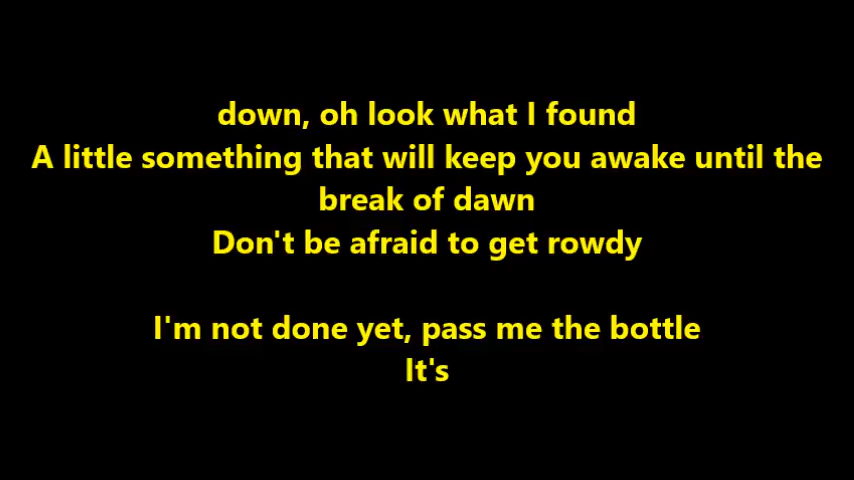 down, oh look what I found
A little something that will keep you awake until the
break of dawn
Don't be afraid to get rowdy
I'm not done yet, pass me the bottle
It's